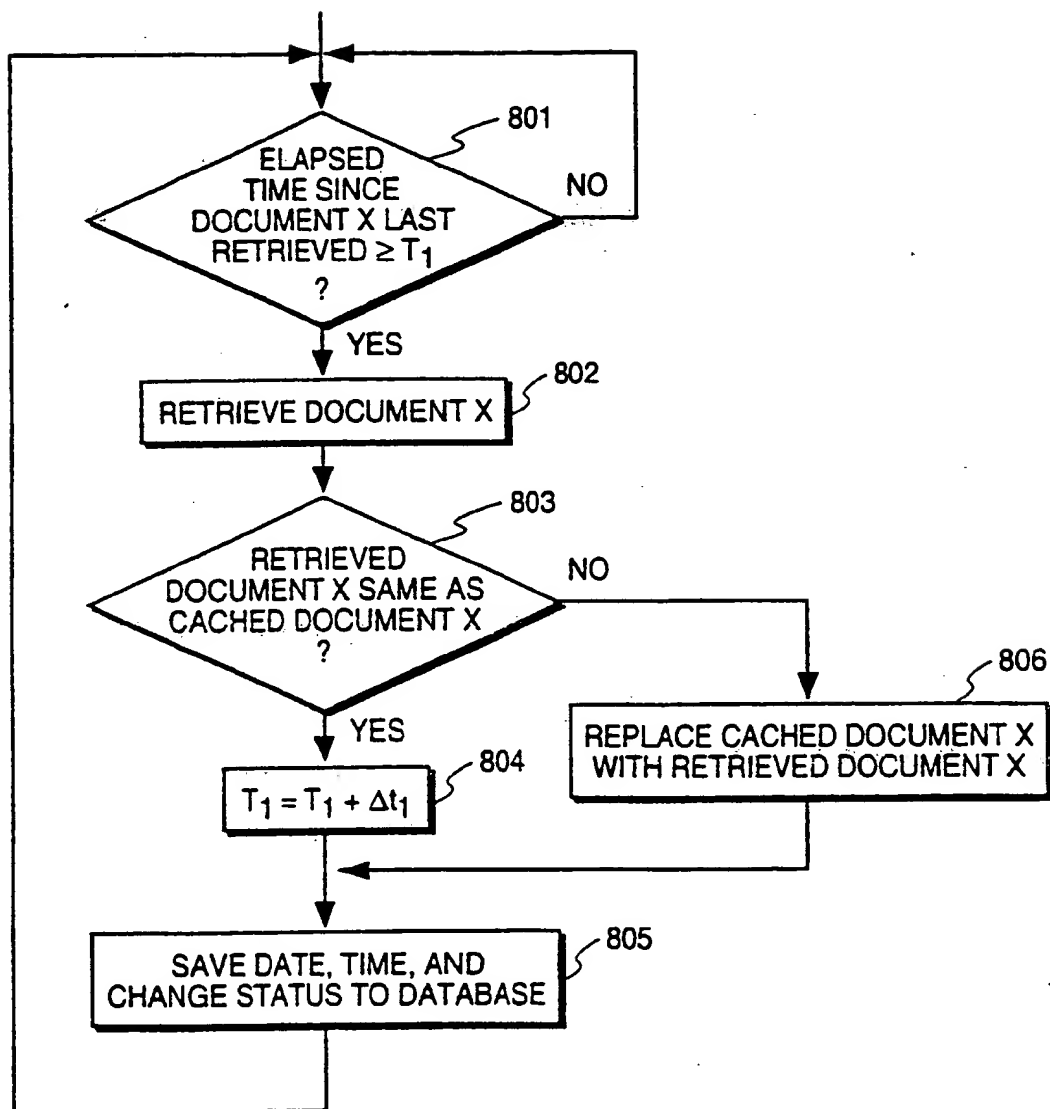 801
ELAPSED
TIME SINCE
DOCUMENT X LAST
RETRIEVED ≥ T₁
?
NO
YES
802
RETRIEVE DOCUMENT X
803
RETRIEVED
DOCUMENT X SAME AS
CACHED DOCUMENT X
?
NO
YES
806
REPLACE CACHED DOCUMENT X
WITH RETRIEVED DOCUMENT X
804
T₁ = T₁ + Δt₁
805
SAVE DATE, TIME, AND
CHANGE STATUS TO DATABASE